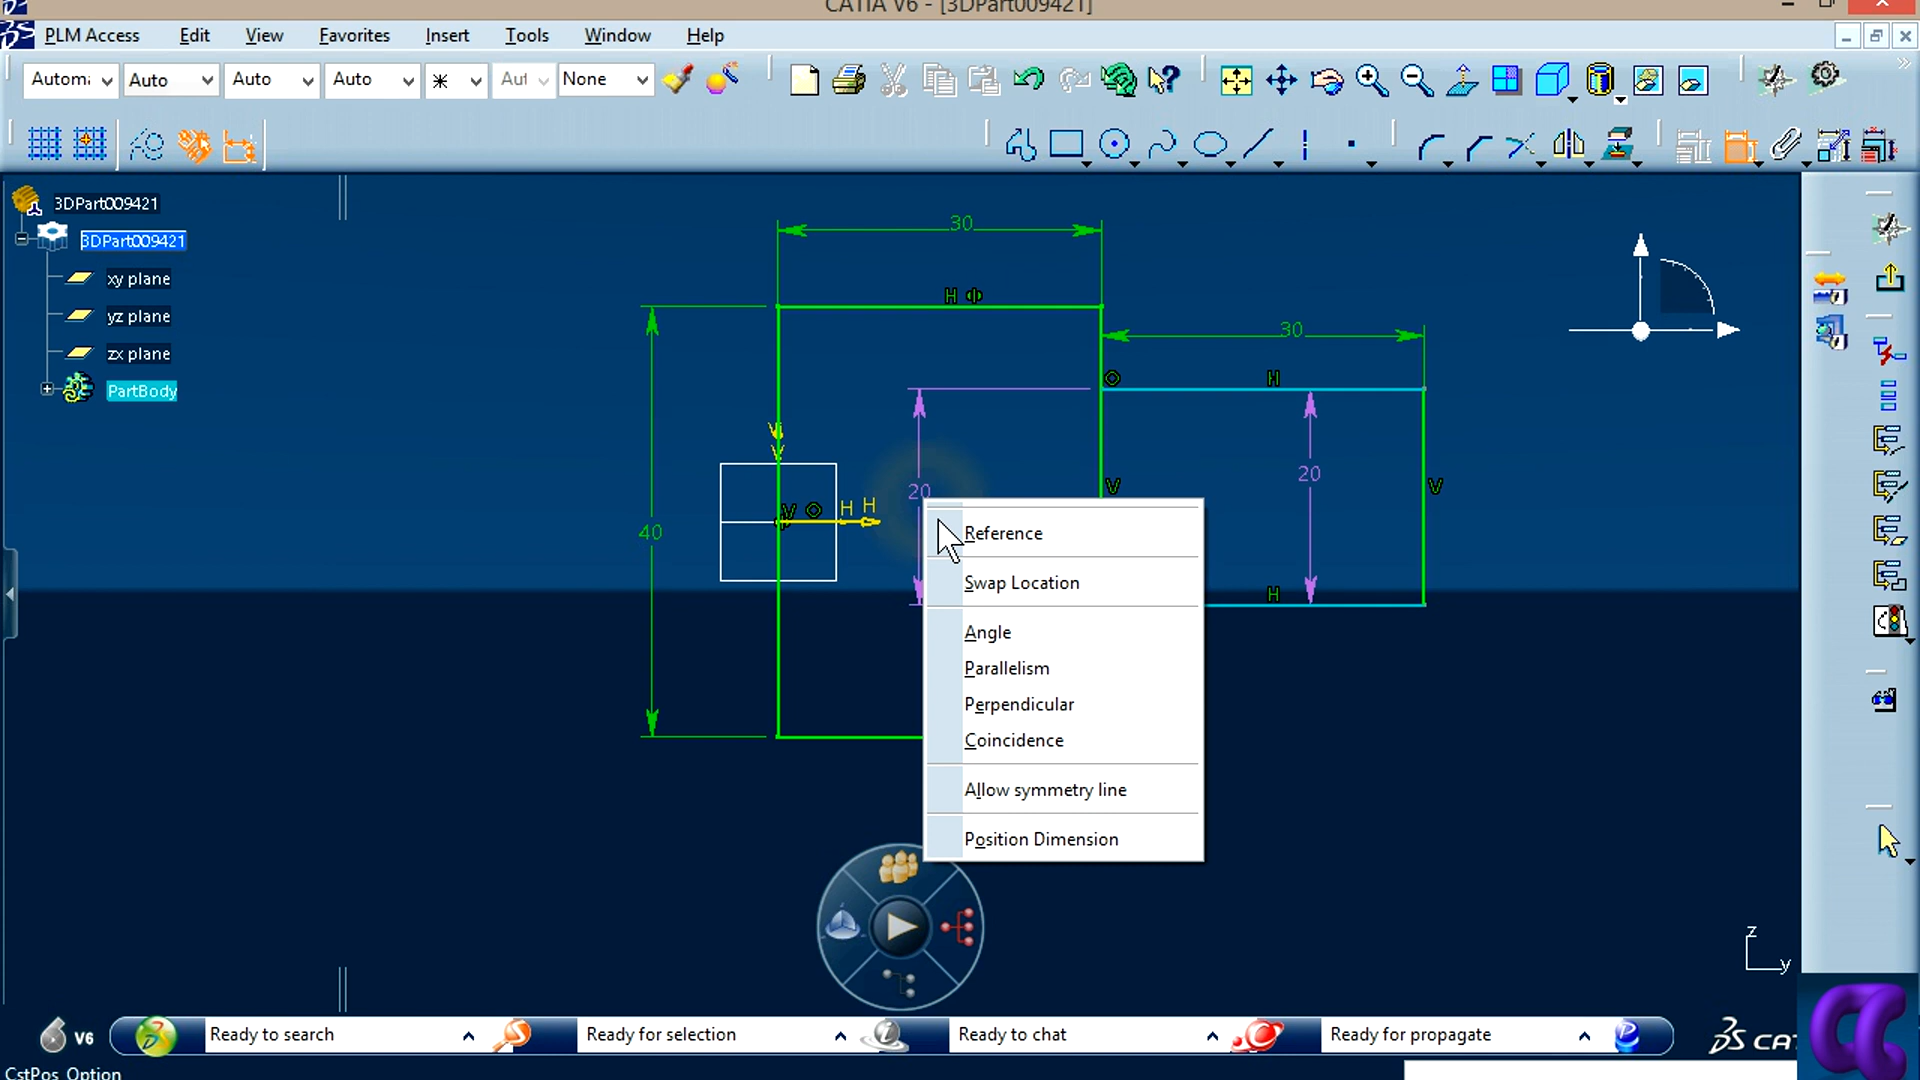 CATIA V6 - [3DPart009421]
PLM Access Edit View Favorites Insert Tools Window Help
Automa Auto Auto Auto Aut None
3DPart009421
3DPart009421
xy plane
yz plane
zx plane
PartBody
30
H
30
H
V
20
20
V
V
V H H
40
H
Reference
Swap Location
Angle
Parallelism
Perpendicular
Coincidence
Allow symmetry line
Position Dimension
z
y
V6 Ready to search Ready for selection Ready to chat Ready for propagate
CstPos Option